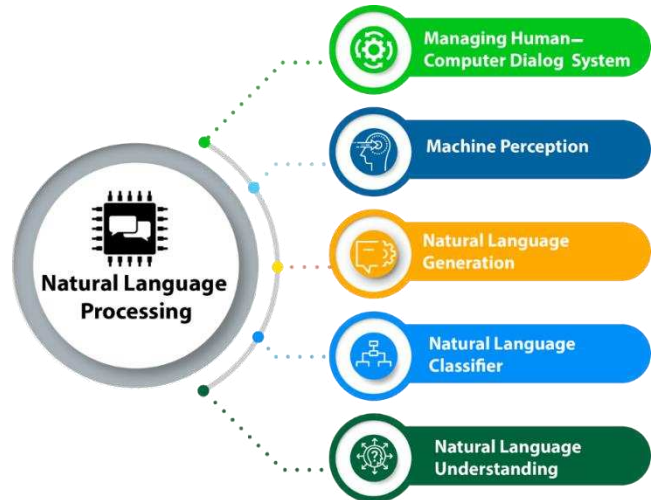 Natural Language
Processing
Managing Human—
Computer Dialog System
Machine Perception
Natural Language
Generation
Natural Language
Classifier
Natural Language
Understanding